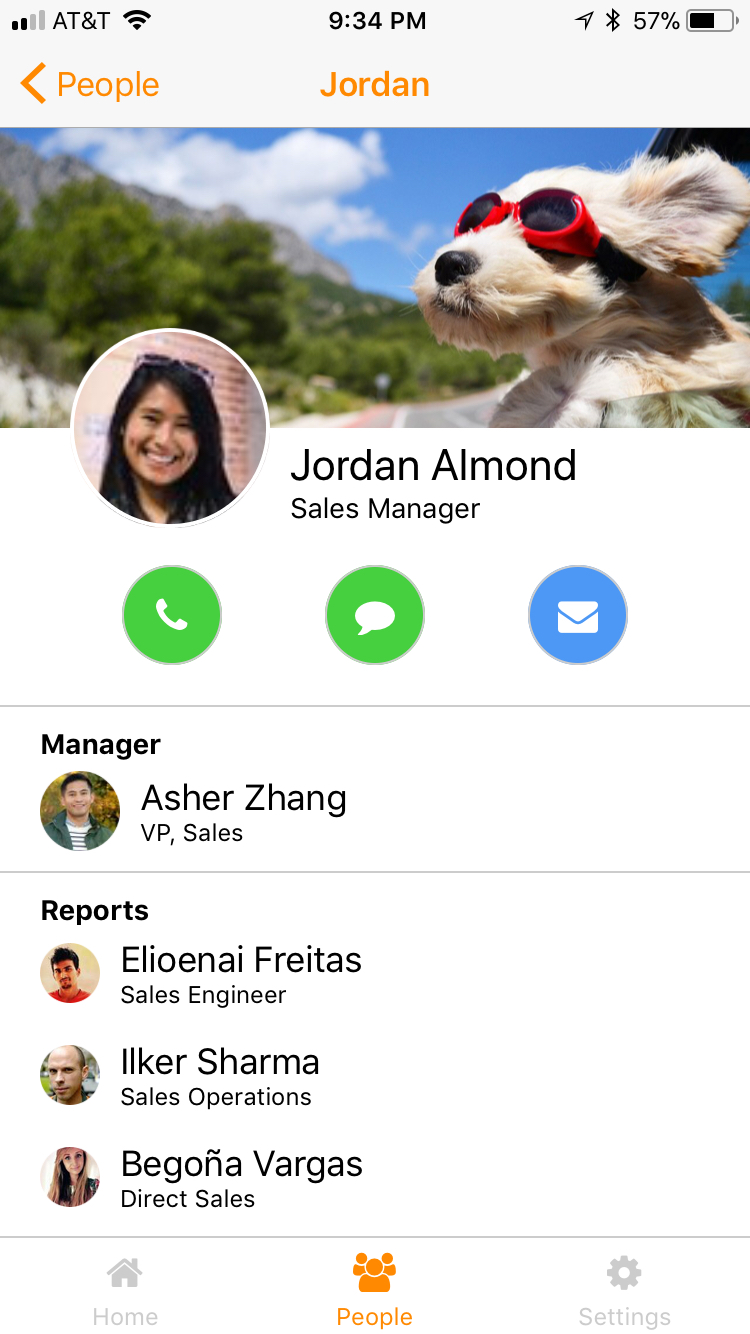 AT&T 9:34 PM 57%
People Jordan
Jordan Almond
Sales Manager
Manager
Asher Zhang
VP, Sales
Reports
Elioenai Freitas
Sales Engineer
Ilker Sharma
Sales Operations
Begoña Vargas
Direct Sales
Home People Settings